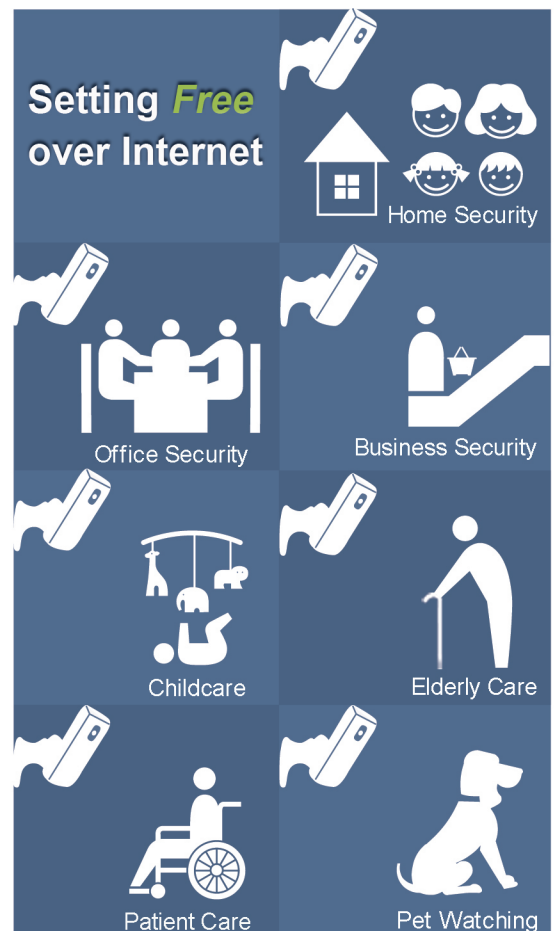 Setting Free
over Internet
Home Security
Office Security
Business Security
Childcare
Elderly Care
Patient Care
Pet Watching